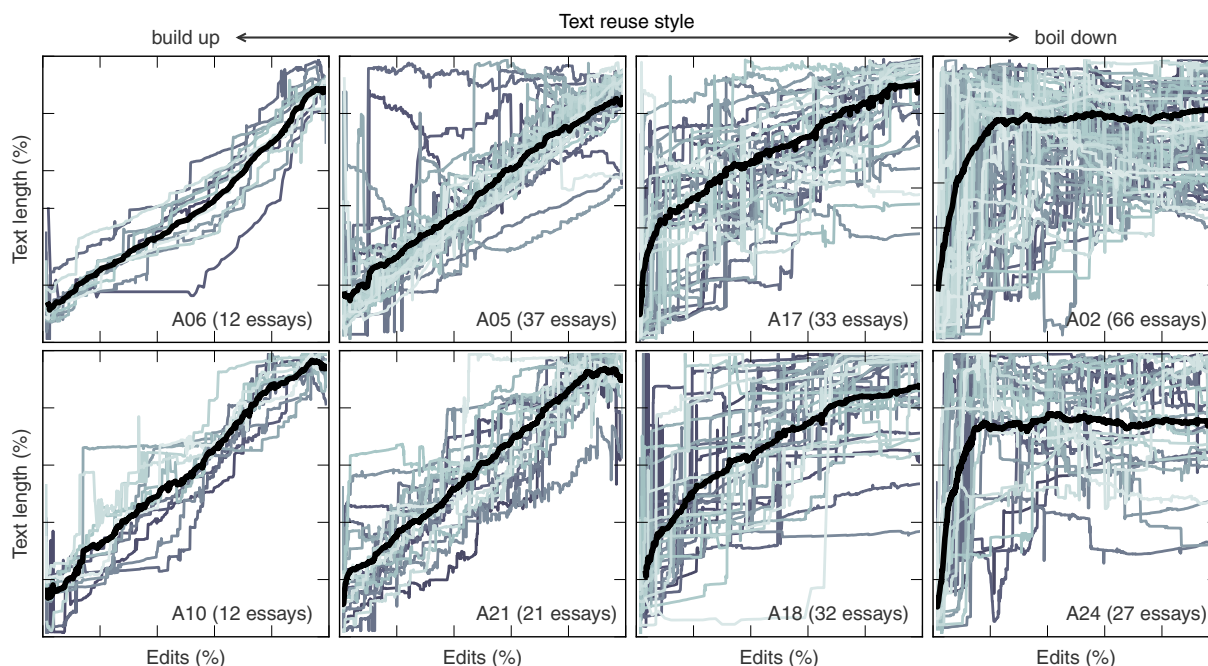 Text reuse style
build up
boil down
Text length (%)
A06 (12 essays)
A05 (37 essays)
A17 (33 essays)
A02 (66 essays)
Text length (%)
A10 (12 essays)
A21 (21 essays)
A18 (32 essays)
A24 (27 essays)
Edits (%)
Edits (%)
Edits (%)
Edits (%)